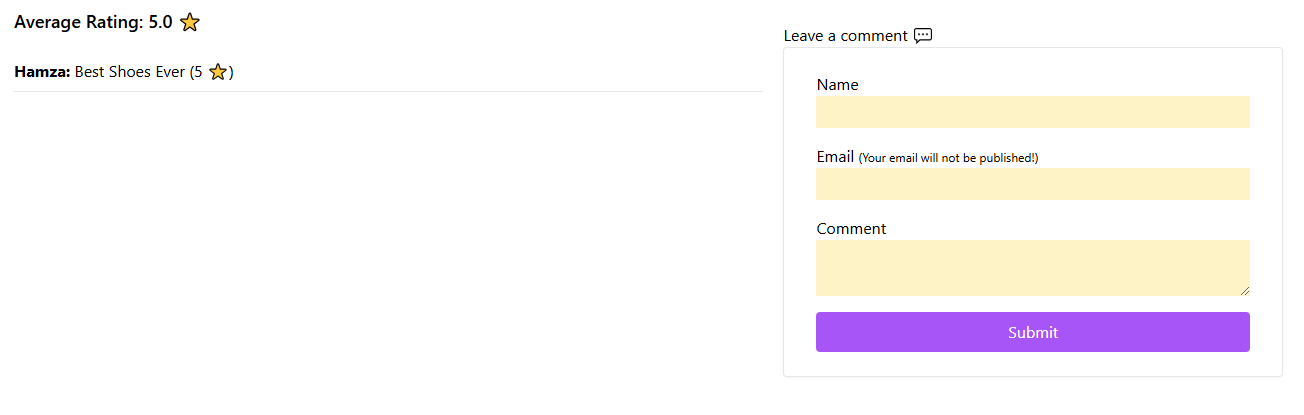 Average Rating: 5.0 ⭐
Hamza: Best Shoes Ever (5 ⭐)
Leave a comment 💬
Name
Email (Your email will not be published!)
Comment
Submit